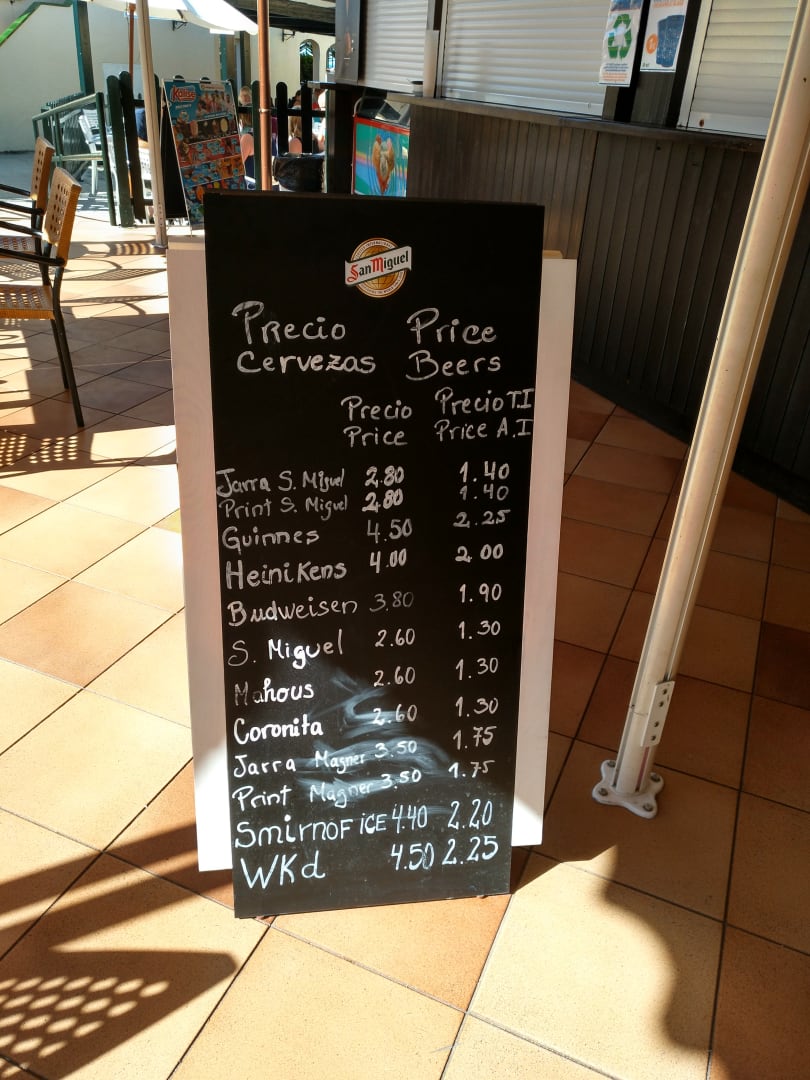 Kalise
San Miguel
Precio Price
Cervezas Beers
Precio Precio T.I
Price Price A.I
Jarra S. Miguel 2.80 1.40
Print S. Miguel 2.80 1.40
Guinnes 4.50 2.25
Heinikens 4.00 2.00
Budweisen 3.80 1.90
S. Miguel 2.60 1.30
Mahous 2.60 1.30
Coronita 2.60 1.30
Jarra Magner 3.50 1.75
Print Magner 3.50 1.75
Smirnof ice 4.40 2.20
WKd 4.50 2.25